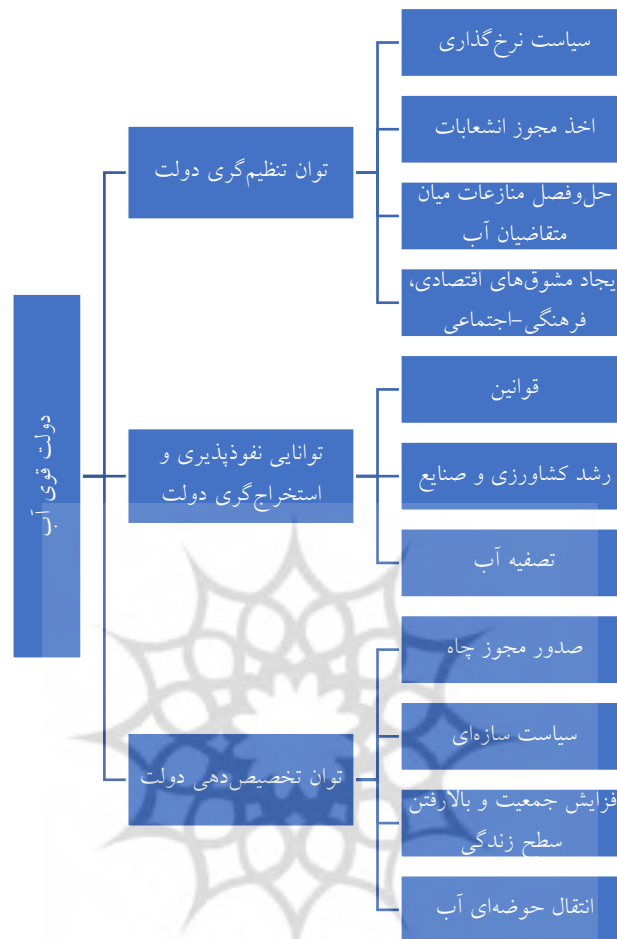 دولت قوی آب
توان تنظیم‌گری دولت
سیاست نرخ‌گذاری
اخذ مجوز انشعابات
حل‌وفصل منازعات میان
متقاضیان آب
یجاد مشوق‌های اقتصادی،
فرهنگی-اجتماعی
توانایی نفوذپذیری و
استخراج‌گری دولت
قوانین
رشد کشاورزی و صنایع
تصفیه آب
توان تخصیص‌دهی دولت
صدور مجوز چاه
سیاست سازه‌ای
فزایش جمعیت و بالارفتن
سطح زندگی
انتقال حوضه‌ای آب